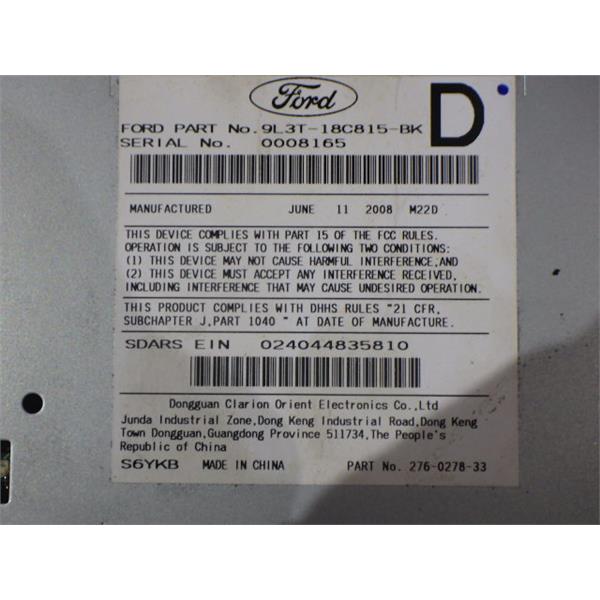 Ford
D
FORD PART No. 9L3T-18C815-BK
SERIAL No. 0008165
MANUFACTURED JUNE 11 2008 M22D
THIS DEVICE COMPLIES WITH PART 15 OF THE FCC RULES.
OPERATION IS SUBJECT TO THE FOLLOWING TWO CONDITIONS:
(1) THIS DEVICE MAY NOT CAUSE HARMFUL INTERFERENCE,AND
(2) THIS DEVICE MUST ACCEPT ANY INTERFERENCE RECEIVED,
INCLUDING INTERFERENCE THAT MAY CAUSE UNDESIRED OPERATION.
THIS PRODUCT COMPLIES WITH DHHS RULES "21 CFR,
SUBCHAPTER J,PART 1040 " AT DATE OF MANUFACTURE.
SDARS EIN 024044835810
Dongguan Clarion Orient Electronics Co.,Ltd
Junda Industrial Zone,Dong Keng Industrial Road,Dong Keng
Town Dongguan,Guangdong Province 511734,The People's
Republic of China
S6YKB MADE IN CHINA PART No. 276-0278-33